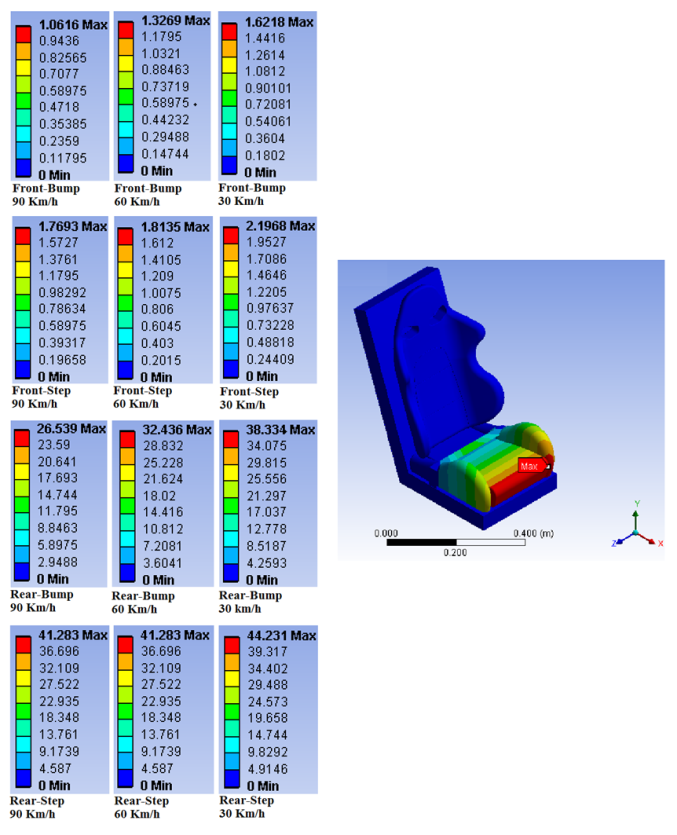 1.0616 Max
0.9436
0.82565
0.7077
0.58975
0.4718
0.35385
0.2359
0.11795
0 Min
Front-Bump
90 Km/h
1.3269 Max
1.1795
1.0321
0.88463
0.73719
0.58975
0.44232
0.29488
0.14744
0 Min
Front-Bump
60 Km/h
1.6218 Max
1.4416
1.2614
1.0812
0.90101
0.72081
0.54061
0.3604
0.1802
0 Min
Front-Bump
30 Km/h
1.7693 Max
1.5727
1.3761
1.1795
0.98292
0.78634
0.58975
0.39317
0.19658
0 Min
Front-Step
90 Km/h
1.8135 Max
1.612
1.4105
1.209
1.0075
0.806
0.6045
0.403
0.2015
0 Min
Front-Step
60 Km/h
2.1968 Max
1.9527
1.7086
1.4646
1.2205
0.97637
0.73228
0.48818
0.24409
0 Min
Front-Step
30 Km/h
26.539 Max
23.59
20.641
17.693
14.744
11.795
8.8463
5.8975
2.9488
0 Min
Rear-Bump
90 Km/h
32.436 Max
28.832
25.228
21.624
18.02
14.416
10.812
7.2081
3.6041
0 Min
Rear-Bump
60 Km/h
38.334 Max
34.075
29.815
25.556
21.297
17.037
12.778
8.5187
4.2593
0 Min
Rear-Bump
30 km/h
41.283 Max
36.696
32.109
27.522
22.935
18.348
13.761
9.1739
4.587
0 Min
Rear-Step
90 Km/h
41.283 Max
36.696
32.109
27.522
22.935
18.348
13.761
9.1739
4.587
0 Min
Rear-Step
60 Km/h
44.231 Max
39.317
34.402
29.488
24.573
19.658
14.744
9.8292
4.9146
0 Min
Rear-Step
30 Km/h
Max
0.000
0.400 (m)
0.200
Y
Z
X